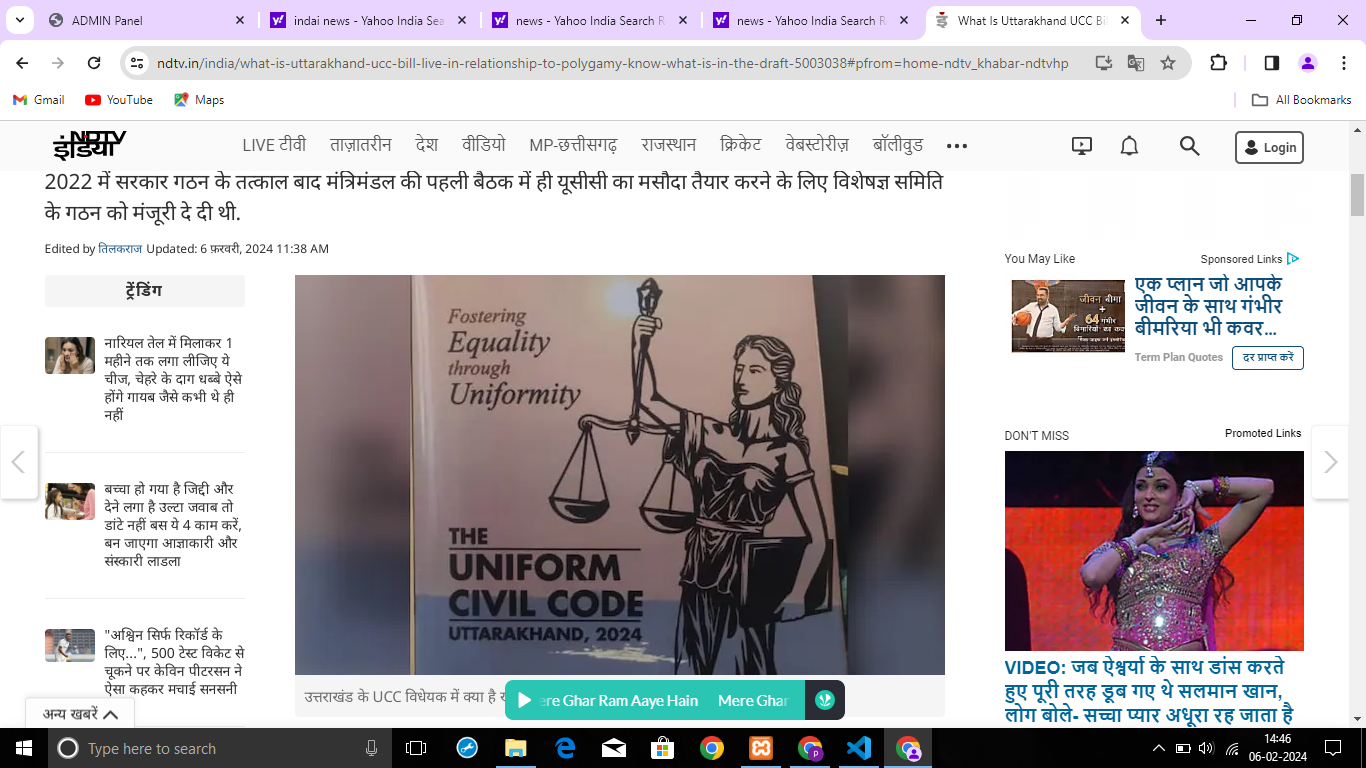 ADMIN Panel
indai news - Yahoo India Sea
news - Yahoo India Search R
news - Yahoo India Search R
What Is Uttarakhand UCC Bil
ndtv.in/india/what-is-uttarakhand-ucc-bill-live-in-relationship-to-polygamy-know-what-is-in-the-draft-5003038#pfrom=home-ndtv_khabar-ndtvhp
Gmail
YouTube
Maps
All Bookmarks
NDTV
इंडिया
LIVE टीवी
ताज़ातरीन
देश
वीडियो
MP-छत्तीसगढ़
राजस्थान
क्रिकेट
वेबस्टोरीज़
बॉलीवुड
Login
2022 में सरकार गठन के तत्काल बाद मंत्रिमंडल की पहली बैठक में ही यूसीसी का मसौदा तैयार करने के लिए विशेषज्ञ समिति
के गठन को मंजूरी दे दी थी.
Edited by तिलकराज Updated: 6 फ़रवरी, 2024 11:38 AM
ट्रेंडिंग
नारियल तेल में मिलाकर 1
महीने तक लगा लीजिए ये
चीज, चेहरे के दाग धब्बे ऐसे
होंगे गायब जैसे कभी थे ही
नहीं
बच्चा हो गया है जिद्दी और
देने लगा है उल्टा जवाब तो
डांटे नहीं बस ये 4 काम करें,
बन जाएगा आज्ञाकारी और
संस्कारी लाडला
"अश्विन सिर्फ रिकॉर्ड के
लिए...", 500 टेस्ट विकेट से
चूकने पर केविन पीटरसन ने
ऐसा कहकर मचाई सनसनी
अन्य खबरें
Fostering
Equality
through
Uniformity
THE
UNIFORM
CIVIL CODE
UTTARAKHAND, 2024
उत्तराखंड के UCC विधेयक में क्या है
ere Ghar Ram Aaye Hain
Mere Ghar
You May Like
Sponsored Links
जीवन बीमा
+
64 गंभीर
एक प्लान जो आपके
जीवन के साथ गंभीर
बीमरिया भी कवर...
Term Plan Quotes
दर प्राप्त करें
DON'T MISS
Promoted Links
VIDEO: जब ऐश्वर्या के साथ डांस करते
हुए पूरी तरह डूब गए थे सलमान खान,
लोग बोले- सच्चा प्यार अधूरा रह जाता है
Type here to search
14:46
06-02-2024